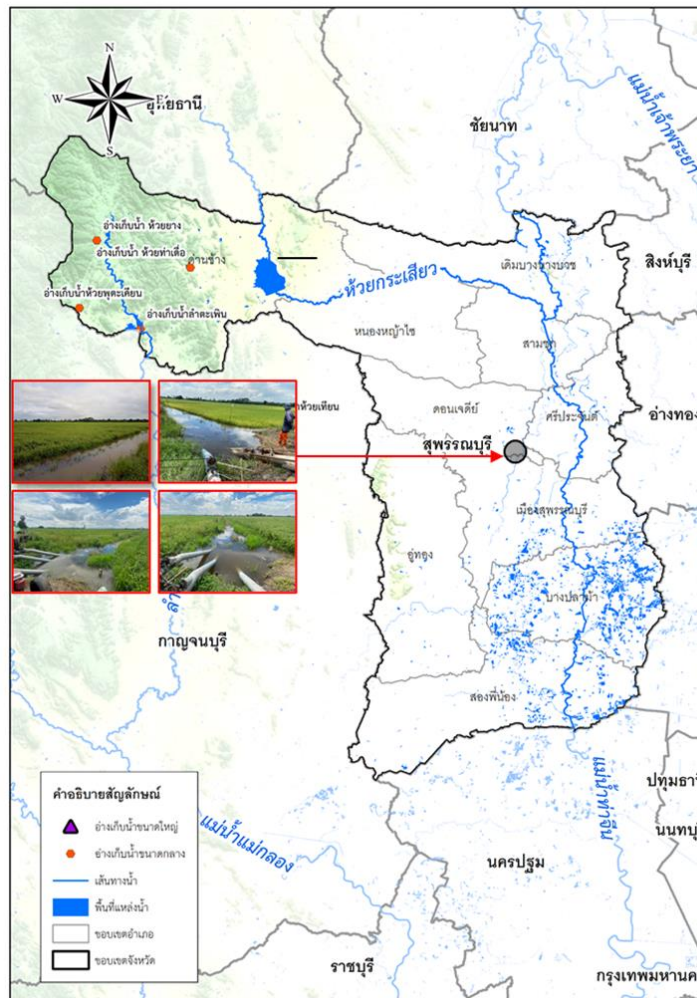 N
W
E
S
อุทัยธานี
ชัยนาท
แม่น้ำเจ้าพระยา
อ่างเก็บน้ำ ห้วยยาง
อ่างเก็บน้ำ ห้วยท่าเดื่อ
ด่านช้าง
เดิมบางนางบวช
สิงห์บุรี
ห้วยกระเสียว
อ่างเก็บน้ำห้วยพุตะเคียน
อ่างเก็บน้ำลำตะเพิน
หนองหญ้าไซ
สามชุก
ห้วยเทียน
ดอนเจดีย์
ศรีประจันต์
อ่างทอง
สุพรรณบุรี
เมืองสุพรรณบุรี
อู่ทอง
บางปลาม้า
กาญจนบุรี
สองพี่น้อง
คำอธิบายสัญลักษณ์
อ่างเก็บน้ำขนาดใหญ่
อ่างเก็บน้ำขนาดกลาง
เส้นทางน้ำ
พื้นที่แหล่งน้ำ
ขอบเขตอำเภอ
ขอบเขตจังหวัด
แม่น้ำแม่กลอง
แม่น้ำท่าจีน
ปทุมธา
นนทบุ
นครปฐม
ราชบุรี
กรุงเทพมหานค